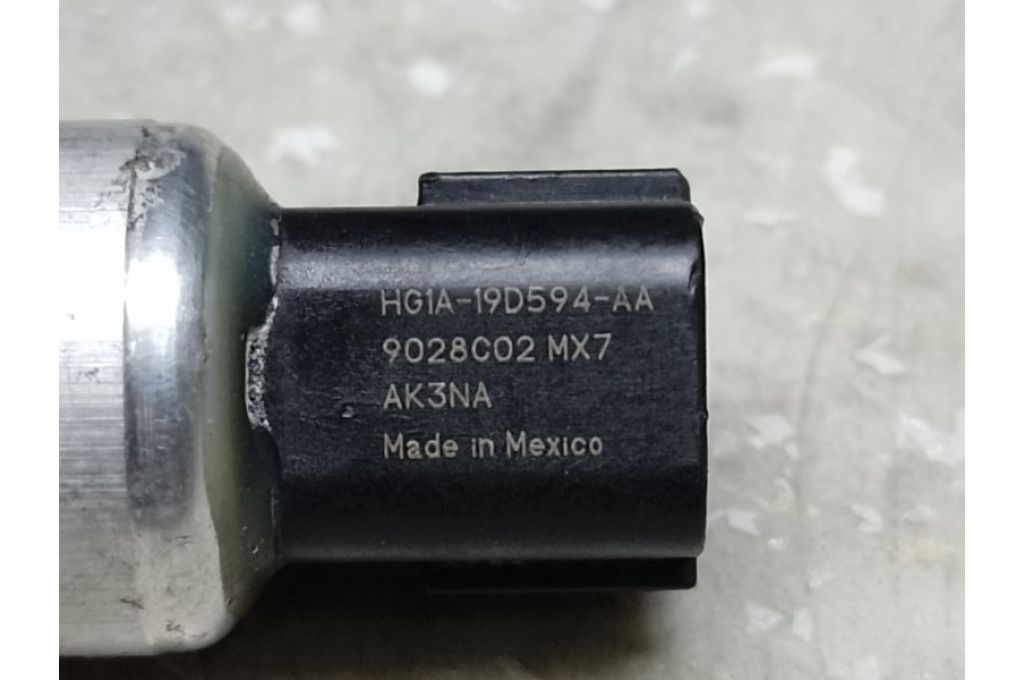 HG1A-19D594-AA
9028C02 MX7
AK3NA
Made in Mexico